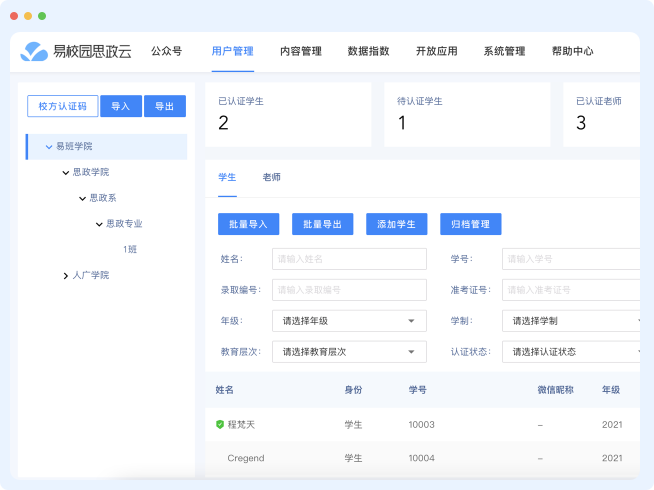 易校园思政云 公众号 用户管理 内容管理 数据指数 开放应用 系统管理 帮助中心
校方认证码 导入 导出
易班学院
思政学院
思政系
思政专业
1班
人广学院
已认证学生 待认证学生 已认证老师
2 1 3
学生 老师
批量导入 批量导出 添加学生 归档管理
姓名: 请输入姓名 学号: 请输入学号
录取编号: 请输入录取编号 准考证号: 请输入准考证号
年级: 请选择年级 学制: 请选择学制
教育层次: 请选择教育层次 认证状态: 请选择认证状态
姓名 身份 学号 微信昵称 年级
程梵天 学生 10003 – 2021
Cregend 学生 10004 – 2021